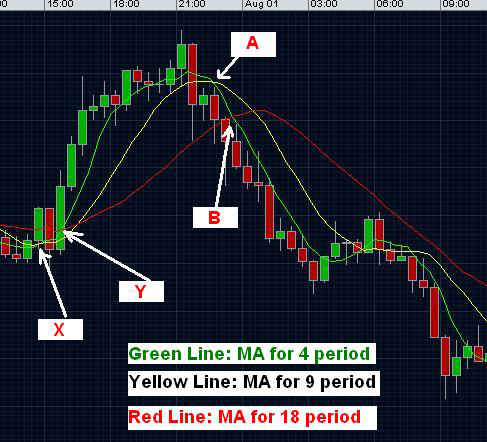 00 15:00 18:00 21:00 Aug 01 03:00 06:00 09:00
A
B
Y
X
Green Line: MA for 4 period
Yellow Line: MA for 9 period
Red Line: MA for 18 period